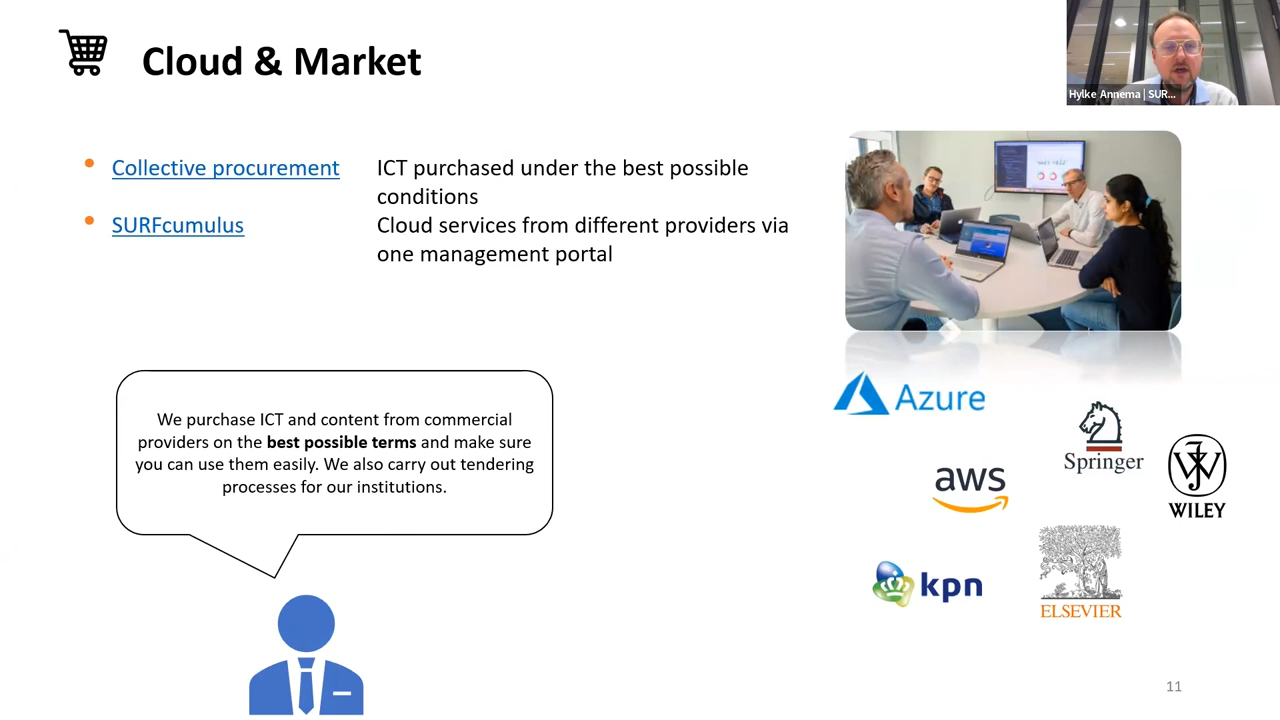 Cloud & Market
Hylke Annema | SUR...
Collective procurement
ICT purchased under the best possible
conditions
SURFcumulus
Cloud services from different providers via
one management portal
We purchase ICT and content from commercial
providers on the best possible terms and make sure
you can use them easily. We also carry out tendering
processes for our institutions.
Azure
Springer
aws
WILEY
kpn
ELSEVIER
11